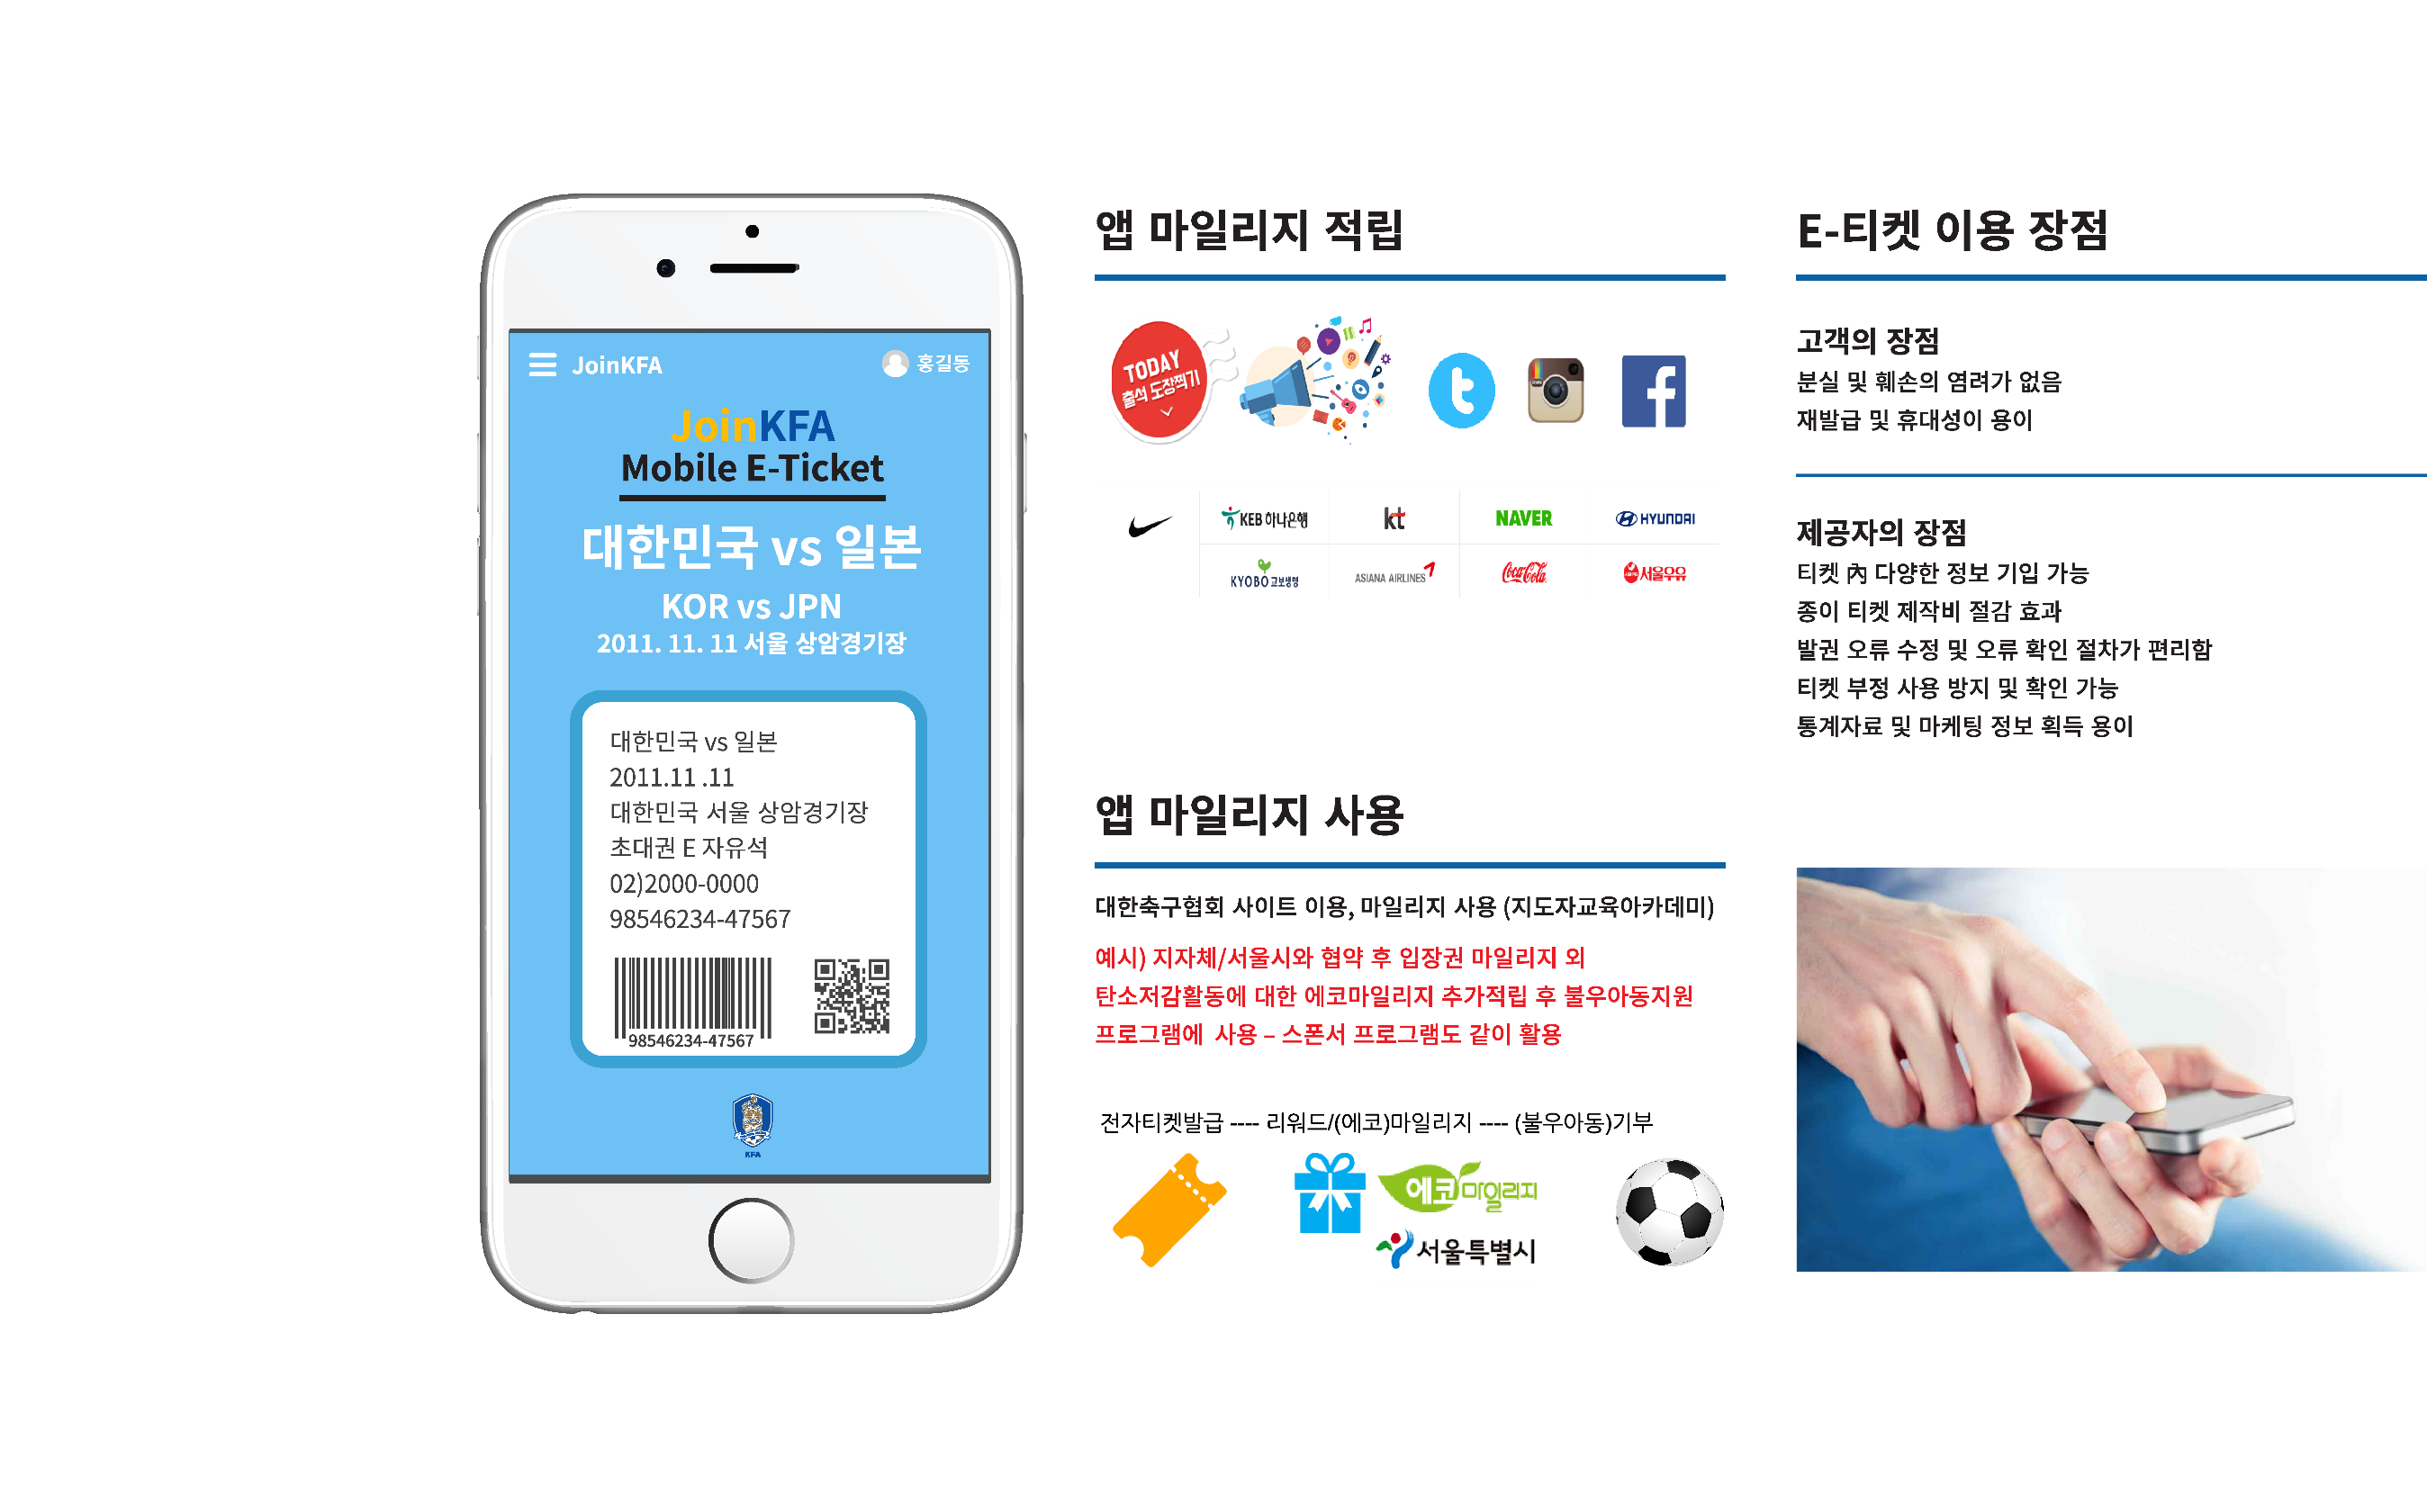 JoinKFA
홍길동
JoinKFA
Mobile E-Ticket
대한민국 vs 일본
KOR vs JPN
2011. 11. 11 서울 상암경기장
대한민국 vs 일본
2011.11 .11
대한민국 서울 상암경기장
초대권 E 자유석
02)2000-0000
98546234-47567
98546234-47567
KFA
앱 마일리지 적립
TODAY
출석 도장찍기
KEB 하나은행
kt
NAVER
HYUNDAI
KYOBO 교보생명
ASIANA AIRLINES
Coca-Cola
서울우유
앱 마일리지 사용
대한축구협회 사이트 이용, 마일리지 사용 (지도자교육아카데미)
예시) 지자체/서울시와 협약 후 입장권 마일리지 외
탄소저감활동에 대한 에코마일리지 추가적립 후 불우아동지원
프로그램에 사용 – 스폰서 프로그램도 같이 활용
전자티켓발급 ---- 리워드/(에코)마일리지 ---- (불우아동)기부
에코마일리지
서울특별시
E-티켓 이용 장점
고객의 장점
분실 및 훼손의 염려가 없음
재발급 및 휴대성이 용이
제공자의 장점
티켓 內 다양한 정보 기입 가능
종이 티켓 제작비 절감 효과
발권 오류 수정 및 오류 확인 절차가 편리함
티켓 부정 사용 방지 및 확인 가능
통계자료 및 마케팅 정보 획득 용이